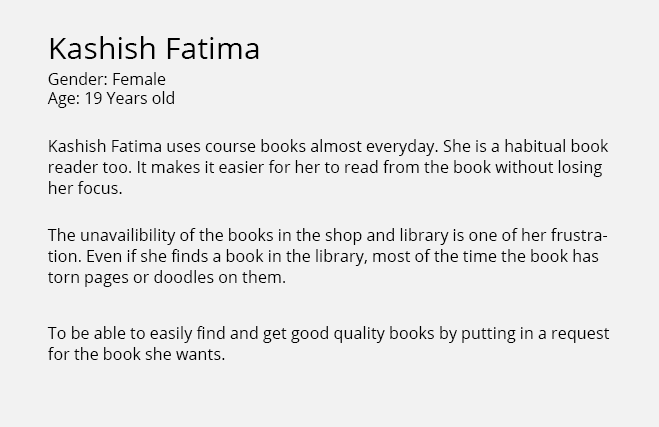 Kashish Fatima
Gender: Female
Age: 19 Years old
Kashish Fatima uses course books almost everyday. She is a habitual book
reader too. It makes it easier for her to read from the book without losing
her focus.
The unavailibility of the books in the shop and library is one of her frustra-
tion. Even if she finds a book in the library, most of the time the book has
torn pages or doodles on them.
To be able to easily find and get good quality books by putting in a request
for the book she wants.